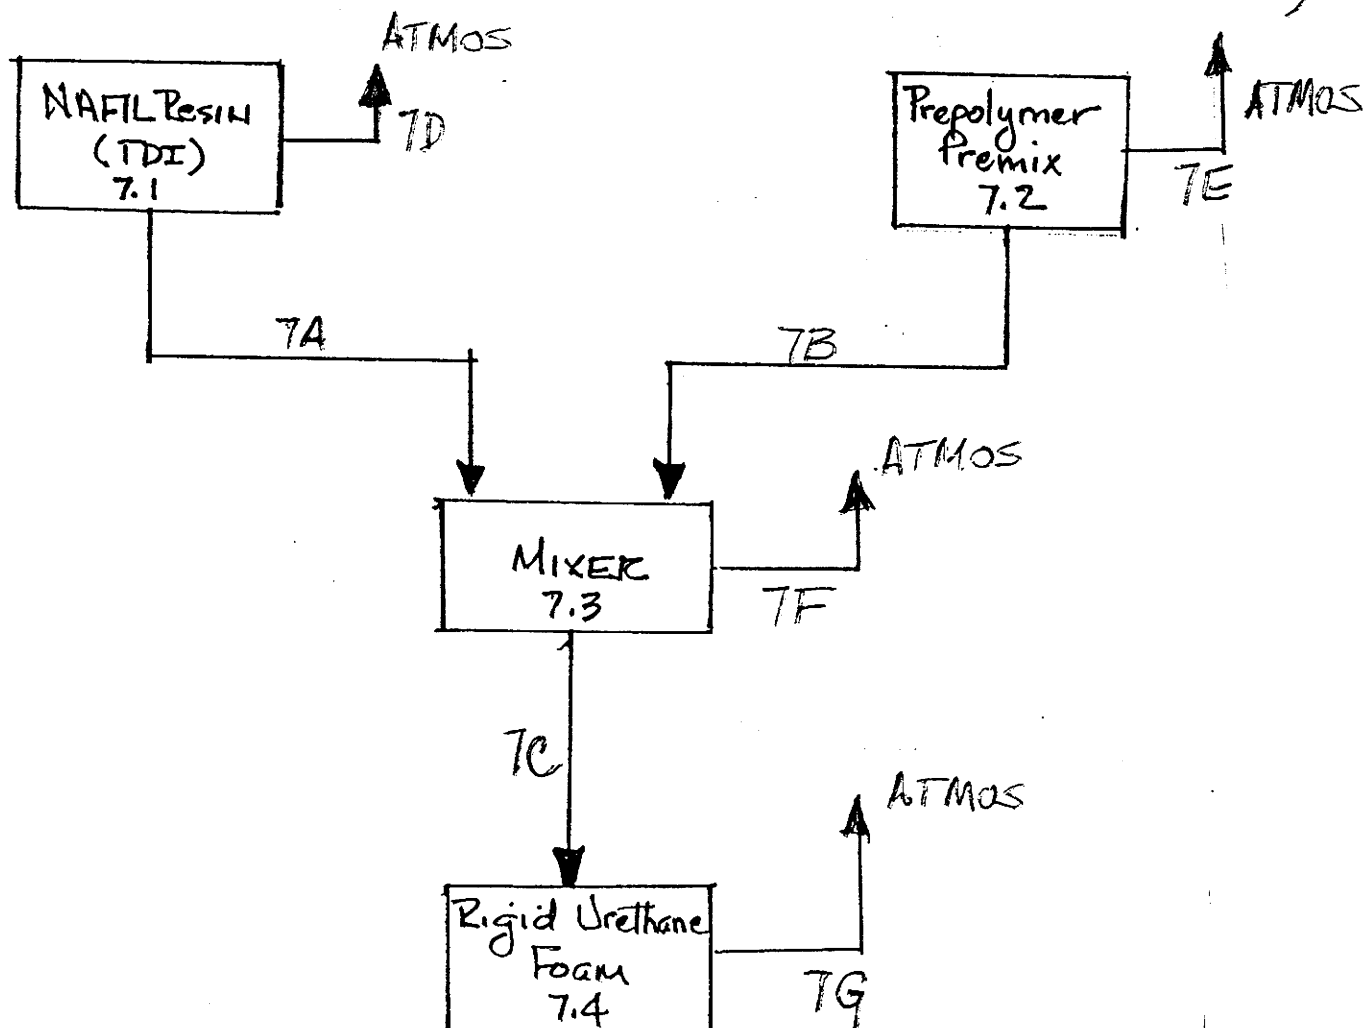 ATMOS
NAFIL Resin
(TDI)
7.1
7D
Prepolymer
Premix
7.2
ATMOS
7E
7A
7B
ATMOS
MIXER
7.3
7F
7C
ATMOS
Rigid Urethane
Foam
7.4
7G